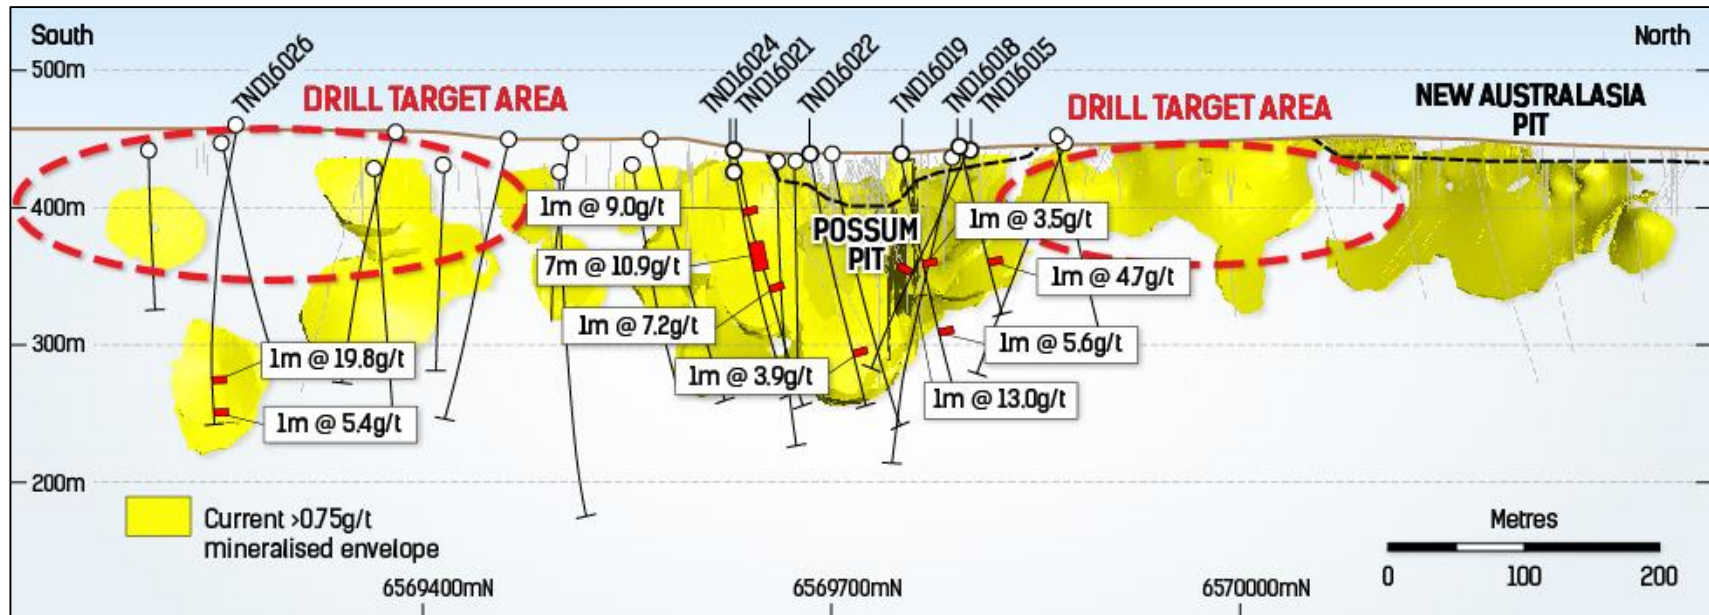 South
North
500m
TND16026
TND16024
TND16021
TND16022
TND16019
TND16018
TND16015
DRILL TARGET AREA
DRILL TARGET AREA
NEW AUSTRALASIA
PIT
400m
1m @ 9.0g/t
1m @ 3.5g/t
POSSUM
PIT
7m @ 10.9g/t
1m @ 4.7g/t
1m @ 7.2g/t
300m
1m @ 5.6g/t
1m @ 19.8g/t
1m @ 3.9g/t
1m @ 13.0g/t
1m @ 5.4g/t
200m
Current >0.75g/t
mineralised envelope
Metres
0 100 200
6569400mN
6569700mN
6570000mN